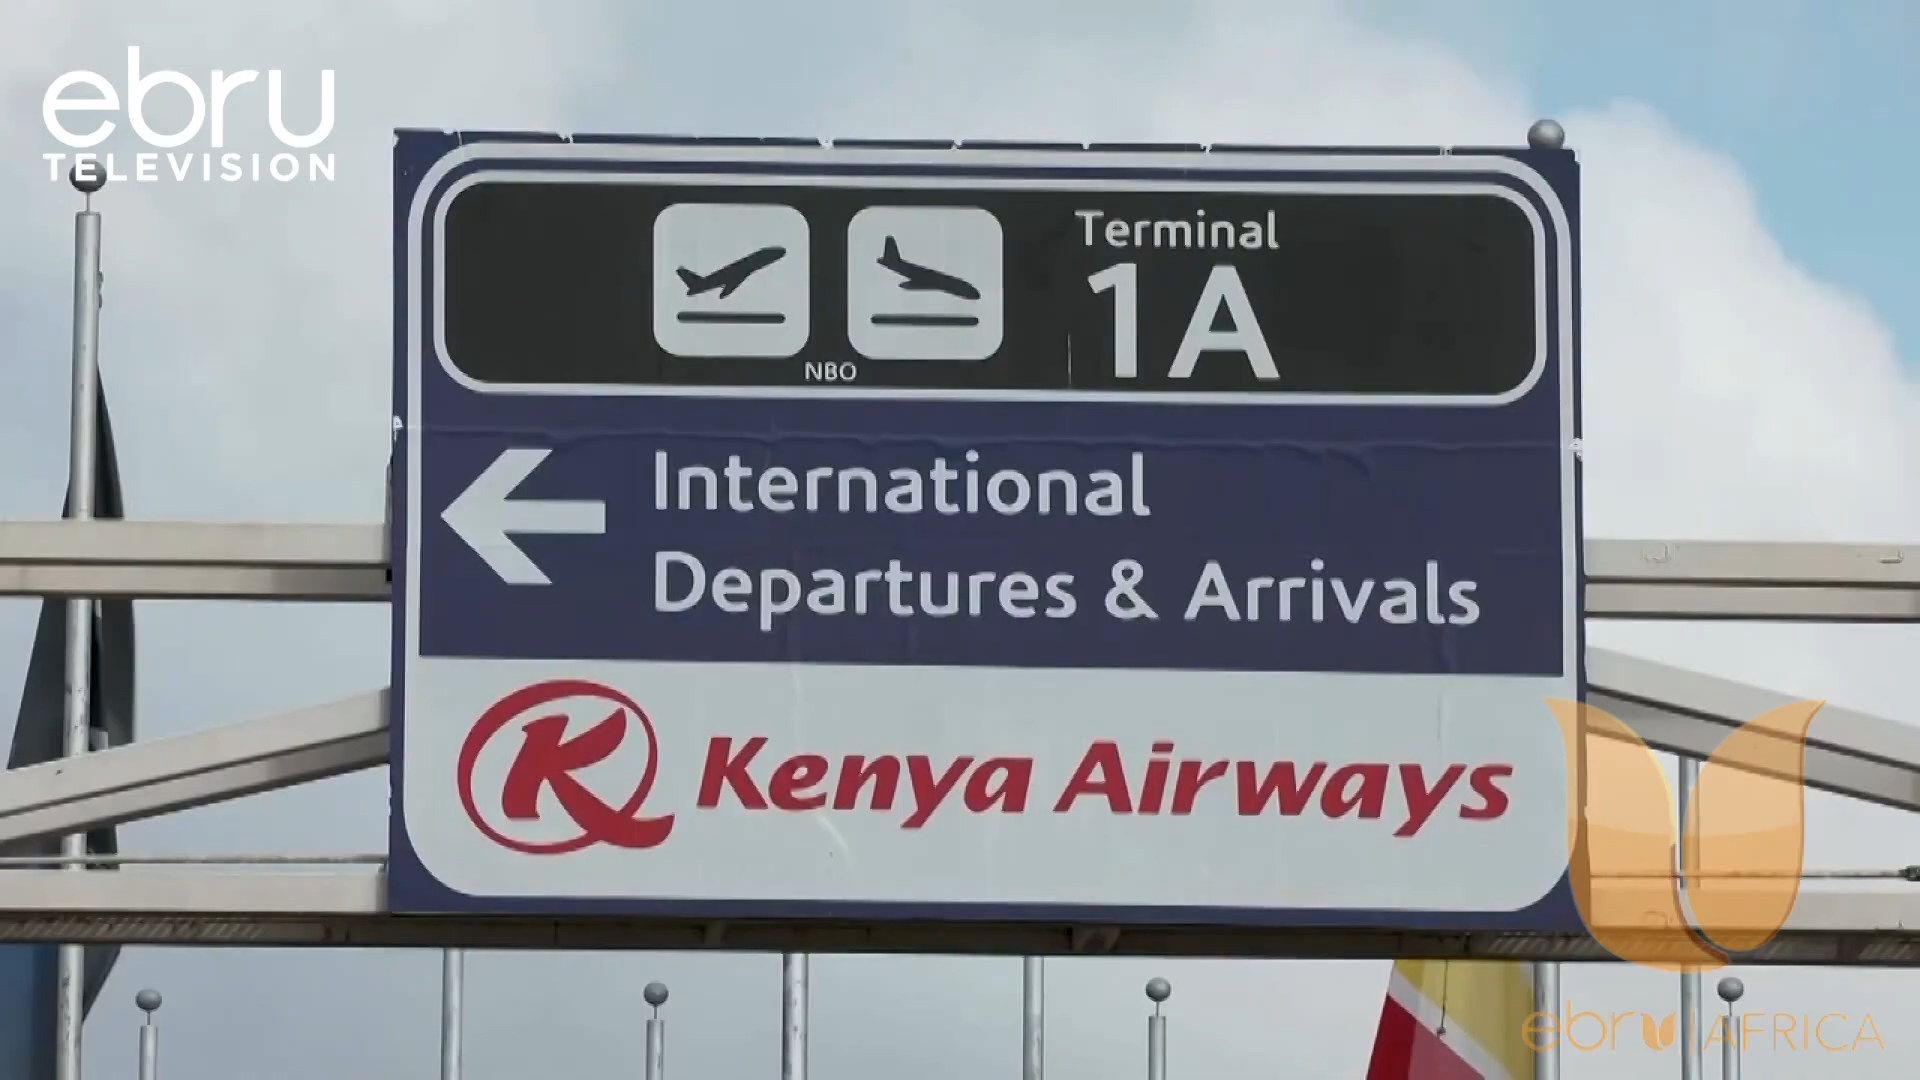 ebru
TELEVISION
Terminal
1A
NBO
International
Departures & Arrivals
K Kenya Airways
ebru | AFRICA